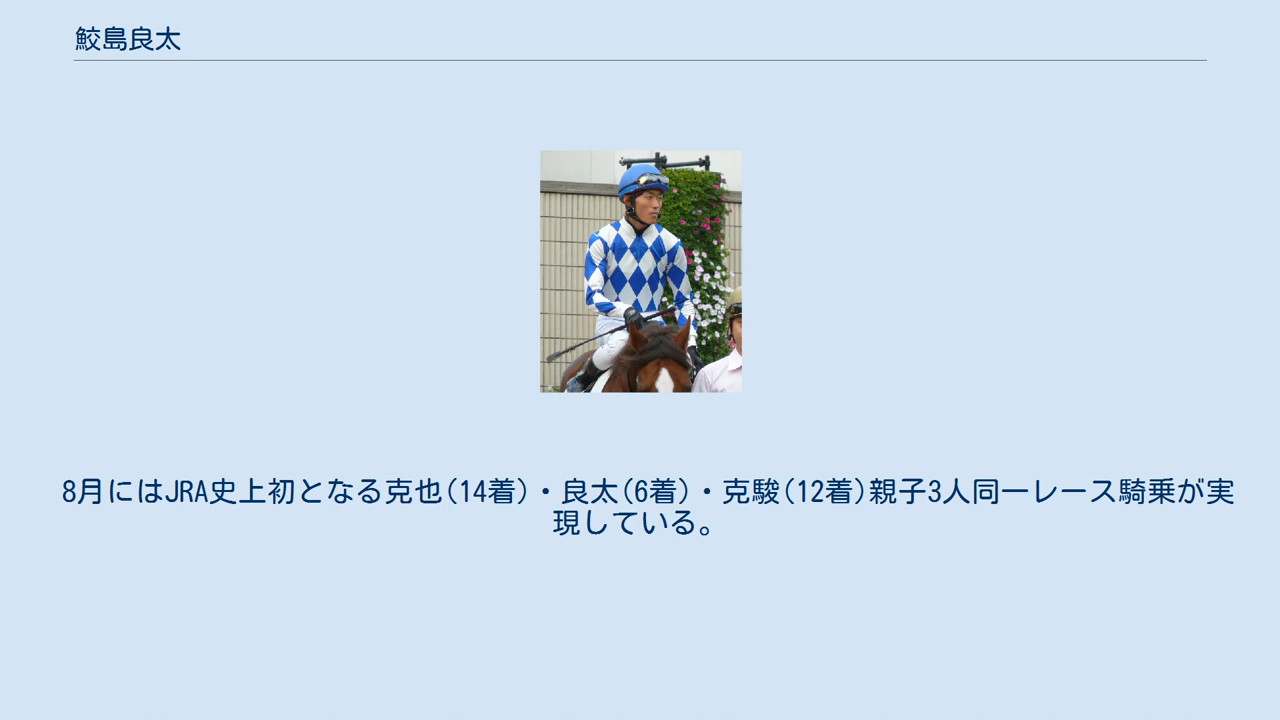 鮫島良太
8月にはJRA史上初となる克也(14着)・良太(6着)・克駿(12着)親子3人同一レース騎乗が実
現している。